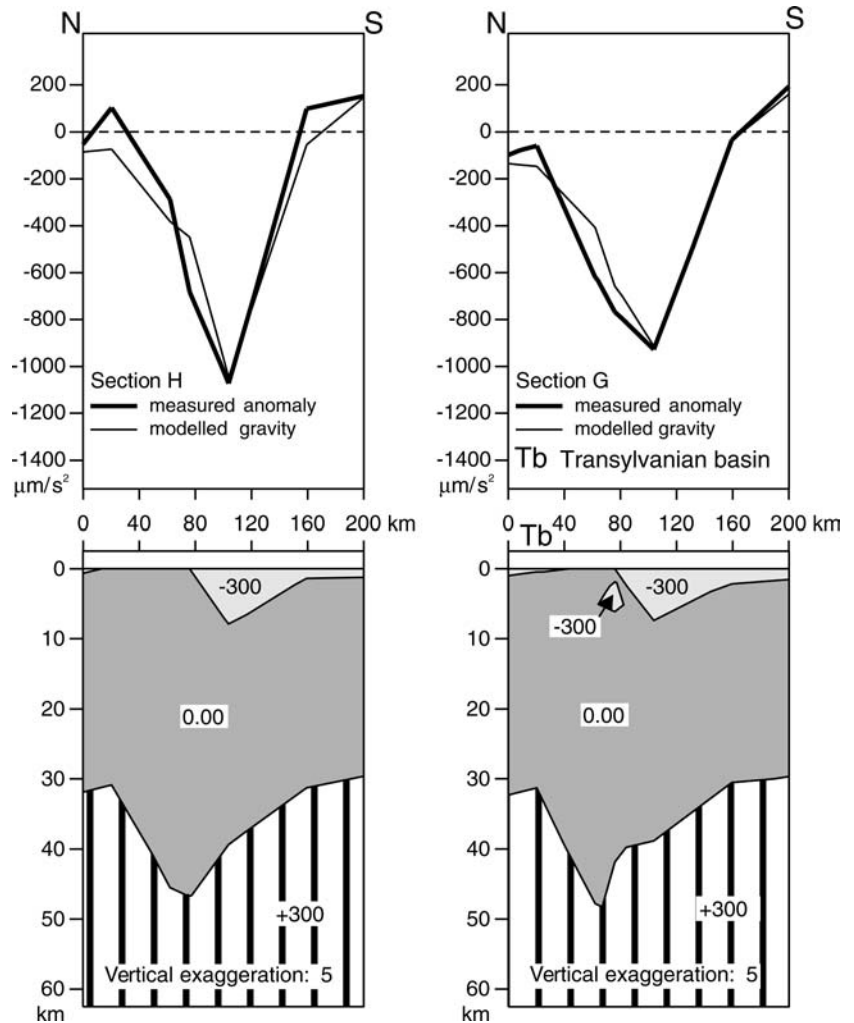 N S
S
200
0
-200
-400
-600
-800
-1000
-1200
-1400
μm/s²
Section H
measured anomaly
modelled gravity
200
0
-200
-400
-600
-800
-1000
-1200
-1400
μm/s²
Section G
measured anomaly
modelled gravity
Tb Transylvanian basin
0 40 80 120 160 200 km
0 40 80 120 160 200 km
Tb
0
10
20
30
40
50
60
km
-300
0.00
+300
Vertical exaggeration: 5
0
10
20
30
40
50
60
km
-300
-300
0.00
+300
Vertical exaggeration: 5